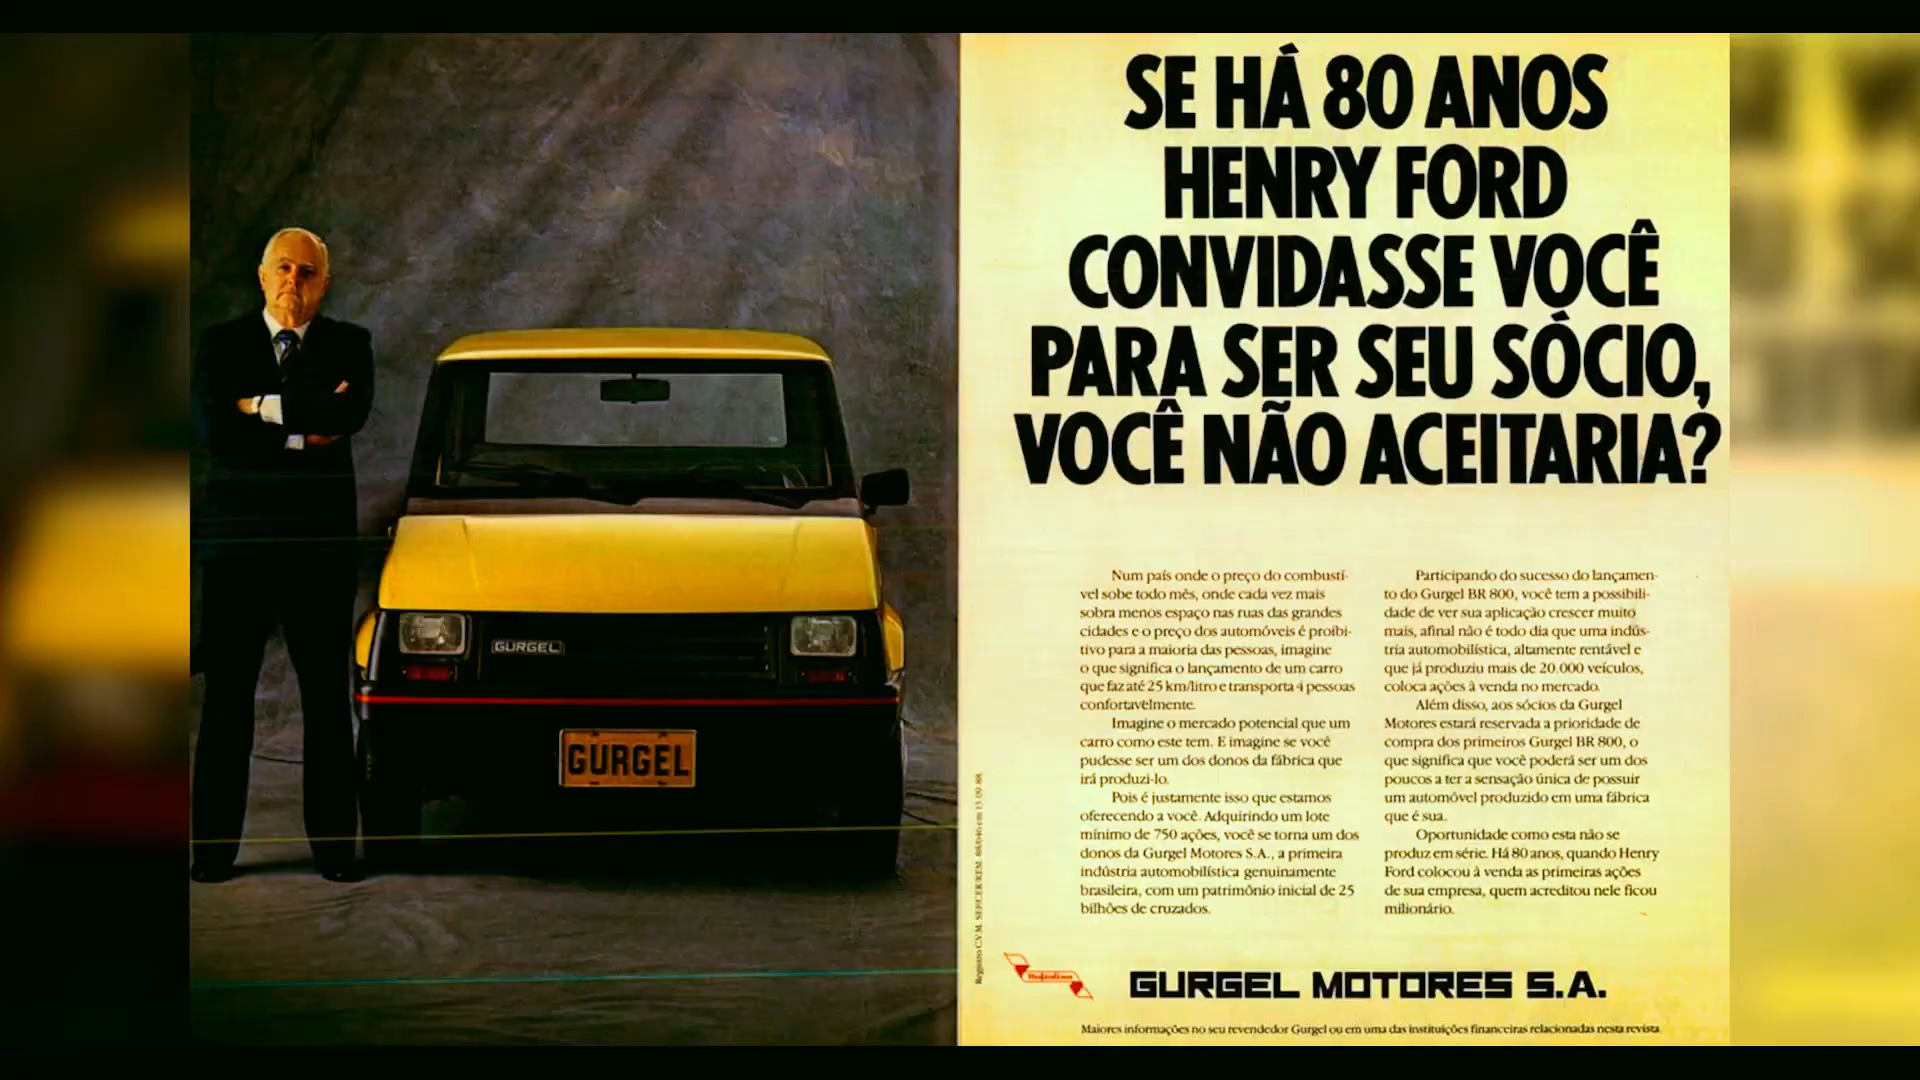 SE HÁ 80 ANOS
HENRY FORD
CONVIDASSE VOCÊ
PARA SER SEU SÓCIO,
VOCÊ NÃO ACEITARIA?
GURGEL
GURGEL
Num país onde o preço do combustí-
vel sobe todo mês, onde cada vez mais
sobra menos espaço nas ruas das grandes
cidades e o preço dos automóveis é proibi-
tivo para a maioria das pessoas, imagine
o que significa o lançamento de um carro
que faz até 25 km/litro e transporta 4 pessoas
confortavelmente.
Imagine o mercado potencial que um
carro como este tem. E imagine se você
pudesse ser um dos donos da fábrica que
irá produzi-lo.
Pois é justamente isso que estamos
oferecendo a você. Adquirindo um lote
mínimo de 750 ações, você se torna um dos
donos da Gurgel Motores S.A., a primeira
indústria automobilística genuinamente
brasileira, com um patrimônio inicial de 25
bilhões de cruzados.
Participando do sucesso do lançamen-
to do Gurgel BR 800, você tem a possibili-
dade de ver sua aplicação crescer muito
mais, afinal não é todo dia que uma indús-
tria automobilística, altamente rentável e
que já produziu mais de 20.000 veículos,
coloca ações à venda no mercado.
Além disso, aos sócios da Gurgel
Motores estará reservada a prioridade de
compra dos primeiros Gurgel BR 800, o
que significa que você poderá ser um dos
poucos a ter a sensação única de possuir
um automóvel produzido em uma fábrica
que é sua.
Oportunidade como esta não se
produz em série. Há 80 anos, quando Henry
Ford colocou à venda as primeiras ações
de sua empresa, quem acreditou nele ficou
milionário.
GURGEL MOTORES S.A.
Maiores informações no seu revendedor Gurgel ou em uma das instituições financeiras relacionadas nesta revista.